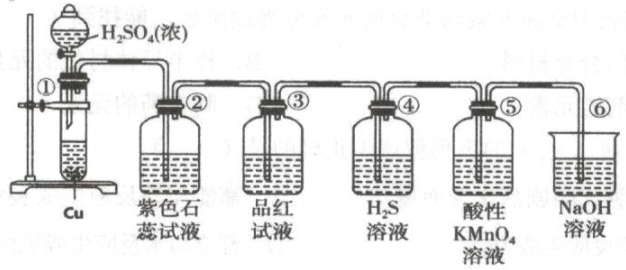 H₂SO₄(浓)
①
②
③
④
⑤
⑥
Cu
紫色石
蕊试液
品红
试液
H₂S
溶液
酸性
KMnO₄
溶液
NaOH
溶液